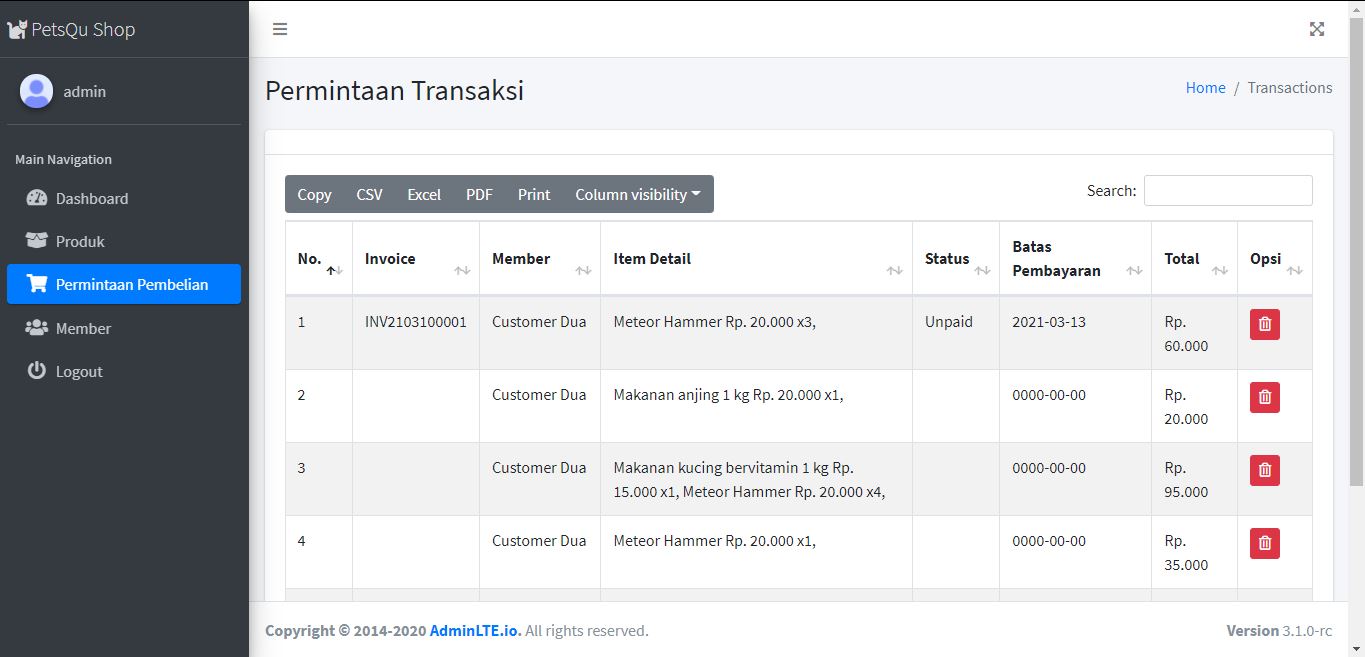 PetsQu Shop
admin
Main Navigation
Dashboard
Produk
Permintaan Pembelian
Member
Logout
Permintaan Transaksi
Home / Transactions
Copy CSV Excel PDF Print Column visibility
Search:
No. Invoice Member Item Detail Status Batas Pembayaran Total Opsi
1 INV2103100001 Customer Dua Meteor Hammer Rp. 20.000 x3, Unpaid 2021-03-13 Rp. 60.000
2 Customer Dua Makanan anjing 1 kg Rp. 20.000 x1, 0000-00-00 Rp. 20.000
3 Customer Dua Makanan kucing bervitamin 1 kg Rp. 15.000 x1, Meteor Hammer Rp. 20.000 x4, 0000-00-00 Rp. 95.000
4 Customer Dua Meteor Hammer Rp. 20.000 x1, 0000-00-00 Rp. 35.000
Copyright © 2014-2020 AdminLTE.io. All rights reserved.
Version 3.1.0-rc